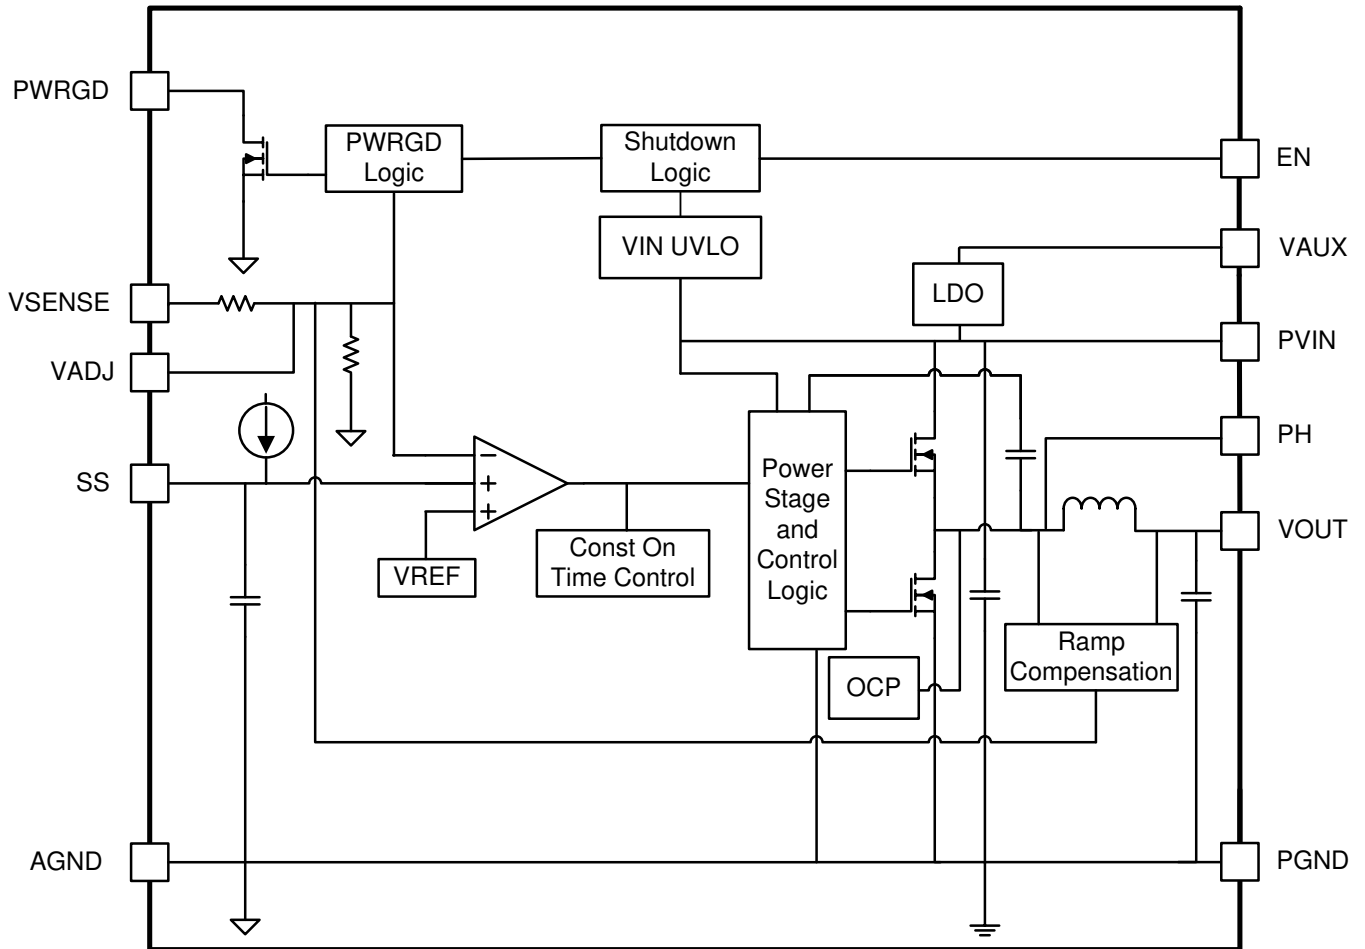 PWRGD
PWRGD
Logic
Shutdown
Logic
EN
VIN UVLO
VAUX
LDO
VSENSE
PVIN
VADJ
PH
SS
−
+
+
Power
Stage
and
Control
Logic
VOUT
VREF
Const On
Time Control
Ramp
Compensation
OCP
AGND
PGND